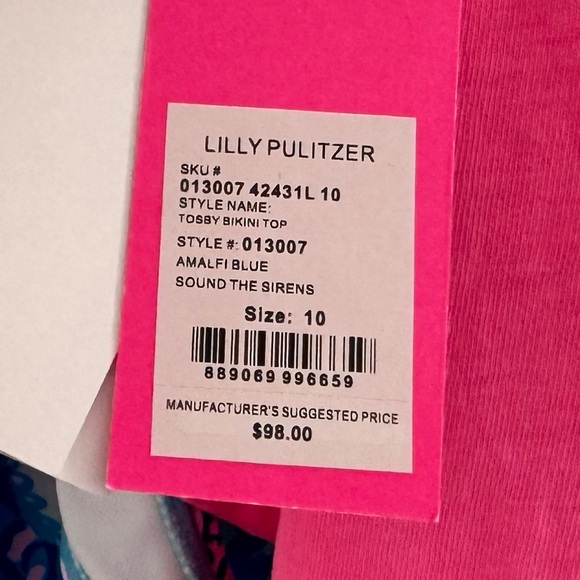 LILLY PULITZER
SKU #
013007 42431L 10
STYLE NAME:
TOSBY BIKINI TOP
STYLE #: 013007
AMALFI BLUE
SOUND THE SIRENS
Size: 10
889069 996659
MANUFACTURER'S SUGGESTED PRICE
$98.00